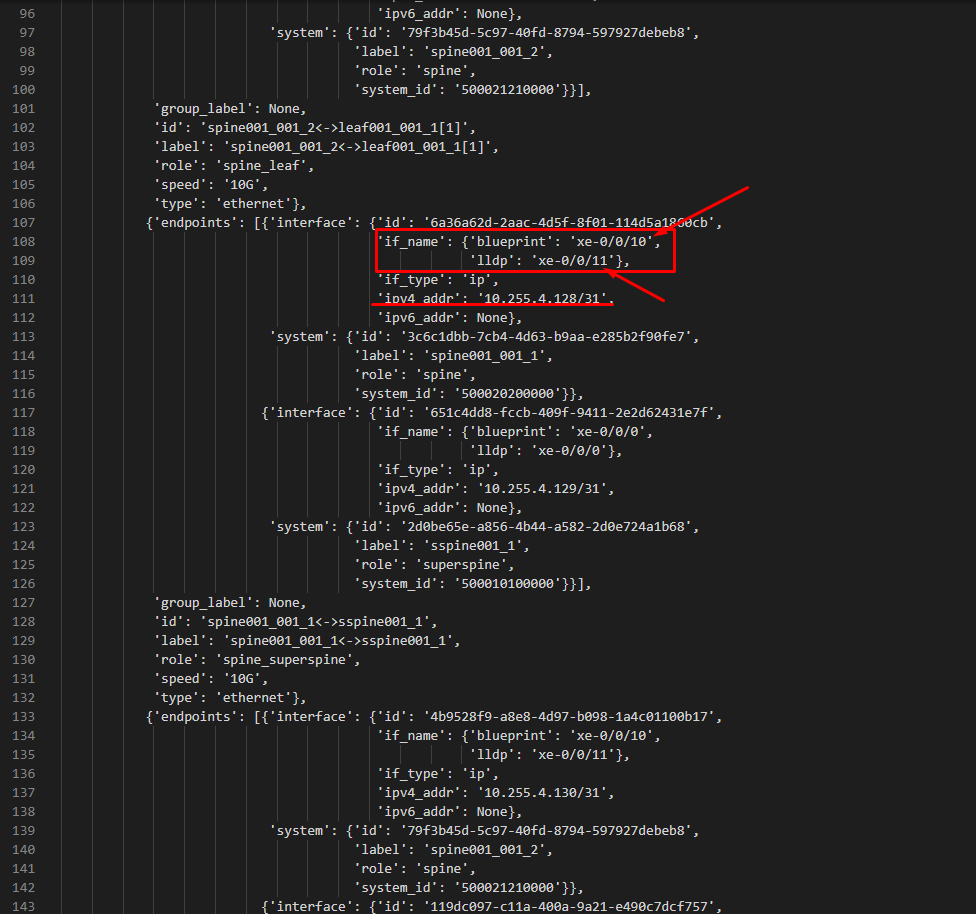 96 'ipv6_addr': None},
97 'system': {'id': '79f3b45d-5c97-40fd-8794-597927debeb8',
98 'label': 'spine001_001_2',
99 'role': 'spine',
100 'system_id': '500021210000'}}],
101 'group_label': None,
102 'id': 'spine001_001_2<->leaf001_001_1[1]',
103 'label': 'spine001_001_2<->leaf001_001_1[1]',
104 'role': 'spine_leaf',
105 'speed': '10G',
106 'type': 'ethernet'},
107 {'endpoints': [{'interface': {'id': '6a36a62d-2aac-4d5f-8f01-114d5a1860cb',
108 'if_name': {'blueprint': 'xe-0/0/10',
109 'lldp': 'xe-0/0/11'},
110 'if_type': 'ip',
111 'ipv4_addr': '10.255.4.128/31',
112 'ipv6_addr': None},
113 'system': {'id': '3c6c1dbb-7cb4-4d63-b9aa-e285b2f90fe7',
114 'label': 'spine001_001_1',
115 'role': 'spine',
116 'system_id': '500020200000'}},
117 {'interface': {'id': '651c4dd8-fccb-409f-9411-2e2d62431e7f',
118 'if_name': {'blueprint': 'xe-0/0/0',
119 'lldp': 'xe-0/0/0'},
120 'if_type': 'ip',
121 'ipv4_addr': '10.255.4.129/31',
122 'ipv6_addr': None},
123 'system': {'id': '2d0be65e-a856-4b44-a582-2d0e724a1b68',
124 'label': 'sspine001_1',
125 'role': 'superspine',
126 'system_id': '500010100000'}}],
127 'group_label': None,
128 'id': 'spine001_001_1<->sspine001_1',
129 'label': 'spine001_001_1<->sspine001_1',
130 'role': 'spine_superspine',
131 'speed': '10G',
132 'type': 'ethernet'},
133 {'endpoints': [{'interface': {'id': '4b9528f9-a8e8-4d97-b098-1a4c01100b17',
134 'if_name': {'blueprint': 'xe-0/0/10',
135 'lldp': 'xe-0/0/11'},
136 'if_type': 'ip',
137 'ipv4_addr': '10.255.4.130/31',
138 'ipv6_addr': None},
139 'system': {'id': '79f3b45d-5c97-40fd-8794-597927debeb8',
140 'label': 'spine001_001_2',
141 'role': 'spine',
142 'system_id': '500021210000'}},
143 {'interface': {'id': '119dc097-c11a-400a-9a21-e490c7dcf757',